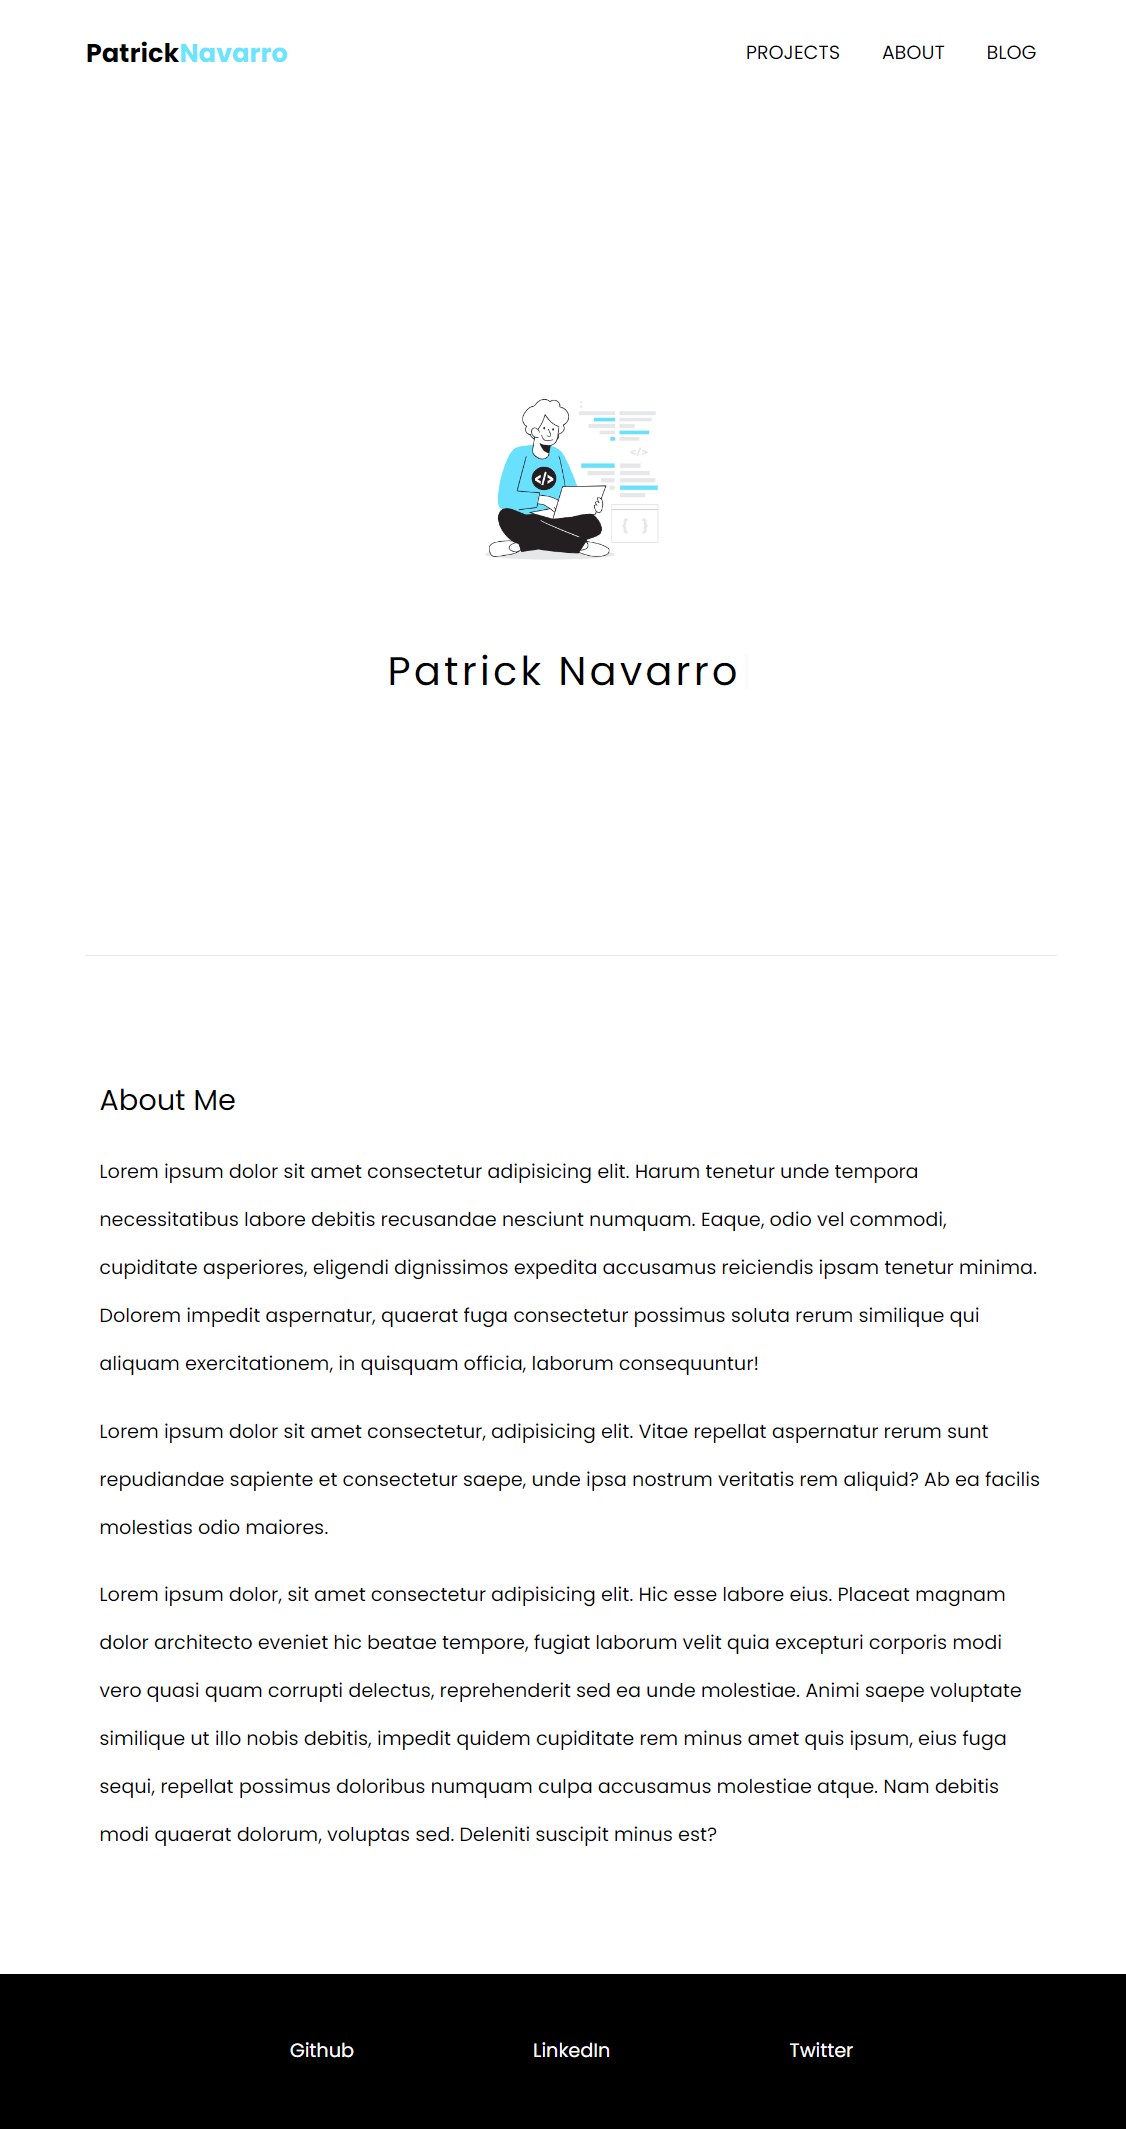 PatrickNavarro
PROJECTS ABOUT BLOG
</>
</>
{ }
Patrick Navarro
About Me
Lorem ipsum dolor sit amet consectetur adipisicing elit. Harum tenetur unde tempora
necessitatibus labore debitis recusandae nesciunt numquam. Eaque, odio vel commodi,
cupiditate asperiores, eligendi dignissimos expedita accusamus reiciendis ipsam tenetur minima.
Dolorem impedit aspernatur, quaerat fuga consectetur possimus soluta rerum similique qui
aliquam exercitationem, in quisquam officia, laborum consequuntur!
Lorem ipsum dolor sit amet consectetur, adipisicing elit. Vitae repellat aspernatur rerum sunt
repudiandae sapiente et consectetur saepe, unde ipsa nostrum veritatis rem aliquid? Ab ea facilis
molestias odio maiores.
Lorem ipsum dolor, sit amet consectetur adipisicing elit. Hic esse labore eius. Placeat magnam
dolor architecto eveniet hic beatae tempore, fugiat laborum velit quia excepturi corporis modi
vero quasi quam corrupti delectus, reprehenderit sed ea unde molestiae. Animi saepe voluptate
similique ut illo nobis debitis, impedit quidem cupiditate rem minus amet quis ipsum, eius fuga
sequi, repellat possimus doloribus numquam culpa accusamus molestiae atque. Nam debitis
modi quaerat dolorum, voluptas sed. Deleniti suscipit minus est?
Github LinkedIn Twitter